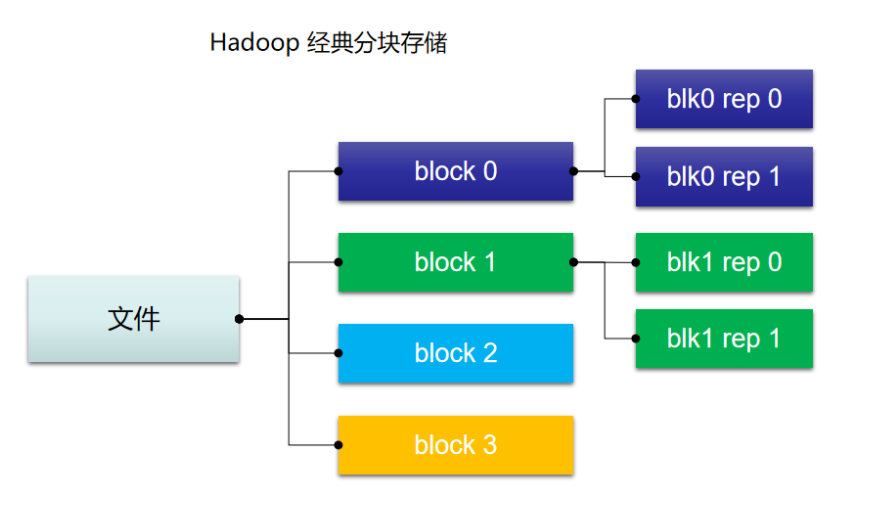 Hadoop 经典分块存储
文件
block 0
block 1
block 2
block 3
blk0 rep 0
blk0 rep 1
blk1 rep 0
blk1 rep 1